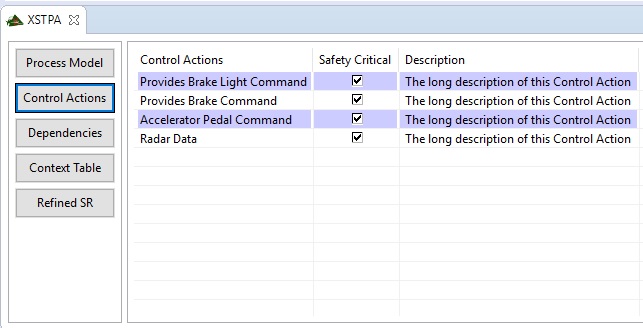 XSTPA
Process Model
Control Actions
Dependencies
Context Table
Refined SR
Control Actions Safety Critical Description
Provides Brake Light Command The long description of this Control Action
Provides Brake Command The long description of this Control Action
Accelerator Pedal Command The long description of this Control Action
Radar Data The long description of this Control Action